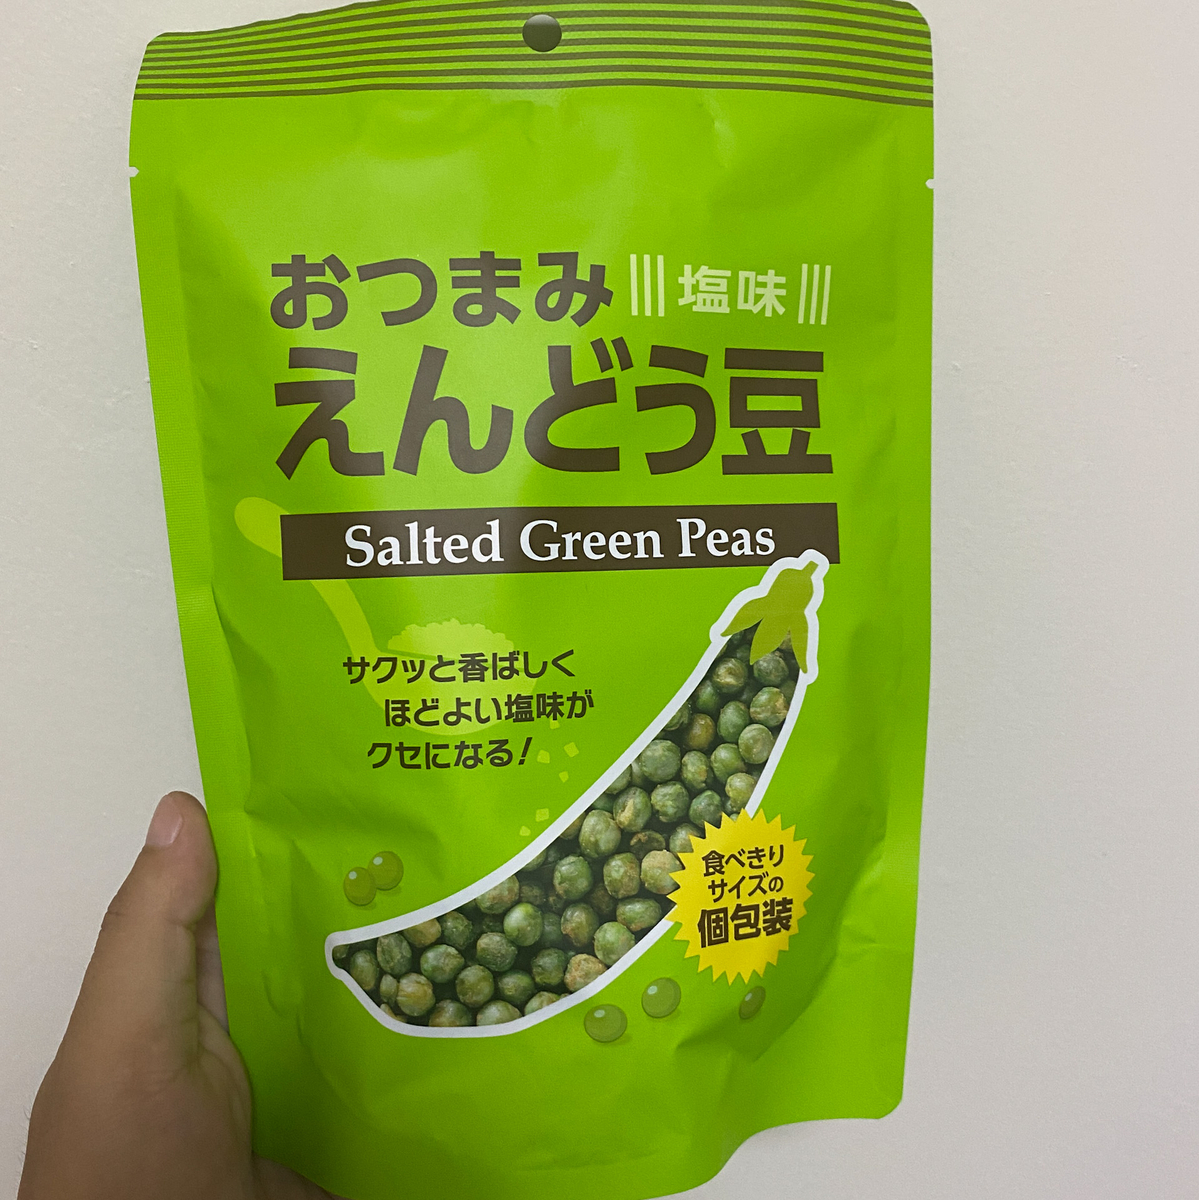 おつまみ 塩味
えんどう豆
Salted Green Peas
サクッと香ばしく
ほどよい塩味が
クセになる!
食べきり
サイズの
個包装